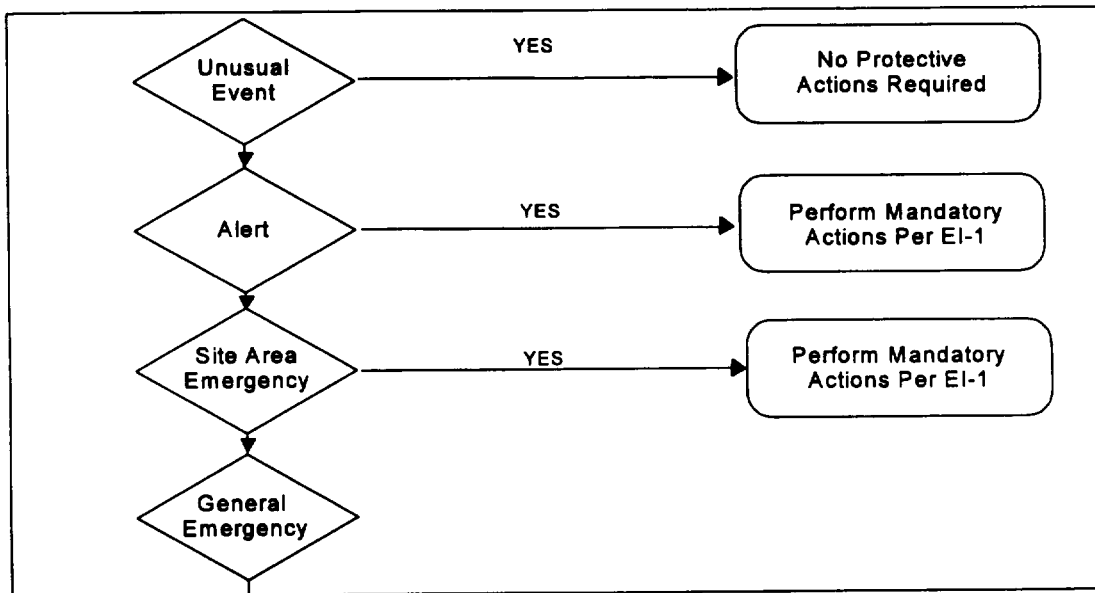 Unusual
Event
YES
No Protective
Actions Required
Alert
YES
Perform Mandatory
Actions Per EI-1
Site Area
Emergency
YES
Perform Mandatory
Actions Per EI-1
General
Emergency